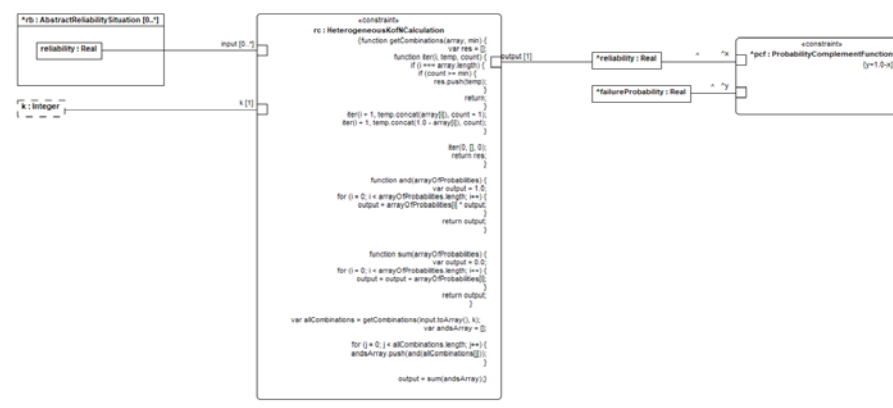 *rb : AbstractReliabilitySituation [0..*]
reliability : Real
input [0..*]
k : Integer
k [1]
«constraint»
rc : HeterogeneousKofNCalculation
{function getCombinations(array, min) {
var res = [];
function iter(i, temp, count) {
if (i === array.length) {
if (count >= min) {
res.push(temp);
}
return;
}
iter(i + 1, temp.concat(array[i]), count + 1);
iter(i + 1, temp.concat(1.0 - array[i]), count);
}
iter(0, [], 0);
return res;
}
function and(arrayOfProbabilities) {
var output = 1.0;
for (i = 0; i < arrayOfProbabilities.length; i++) {
output = arrayOfProbabilities[i] * output;
}
return output;
}
function sum(arrayOfProbabilities) {
var output = 0.0;
for (i = 0; i < arrayOfProbabilities.length; i++) {
output = output + arrayOfProbabilities[i];
}
return output;
}
var allCombinations = getCombinations(input.toArray(), k);
var andsArray = [];
for (j = 0; j < allCombinations.length; j++) {
andsArray.push(and(allCombinations[j]));
}
output = sum(andsArray);}
output [1]
*reliability : Real
^ ^x
*failureProbability : Real
^ ^y
«constraint»
*pcf : ProbabilityComplementFunction
{y=1.0-x}